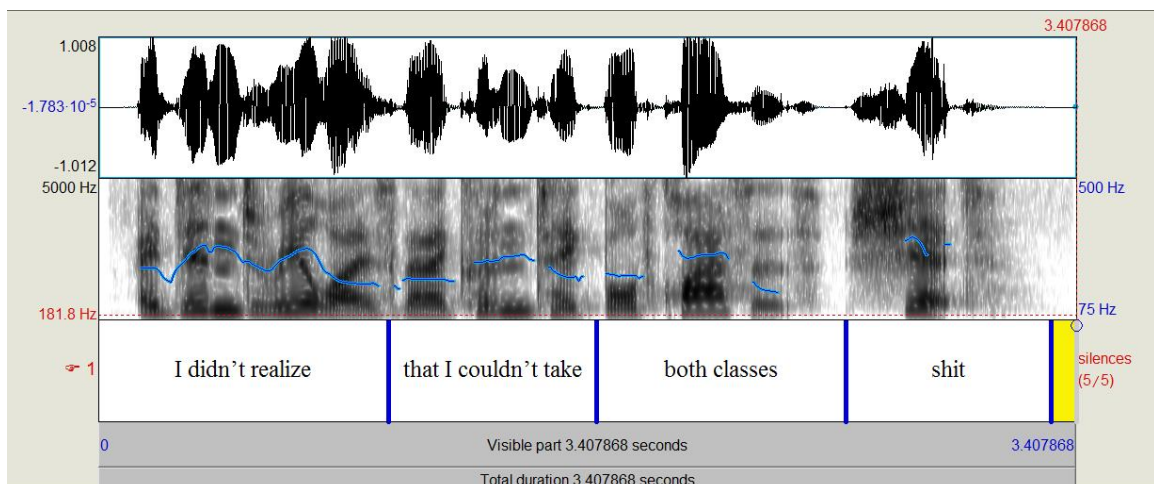 3.407868
1.008
-1.783·10⁻⁵
-1.012
5000 Hz
500 Hz
181.8 Hz
75 Hz
1
I didn't realize
that I couldn't take
both classes
shit
silences
(5/5)
0
Visible part 3.407868 seconds
3.407868
Total duration 3.407868 seconds